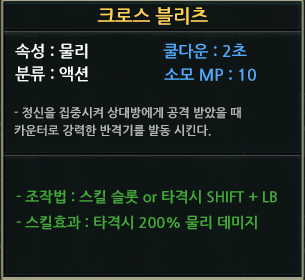 크로스 블리츠
속성 : 물리 쿨다운 : 2초
분류 : 액션 소모 MP : 10
- 정신을 집중시켜 상대방에게 공격 받았을 때
카운터로 강력한 반격기를 발동 시킨다.
- 조작법 : 스킬 슬롯 or 타격시 SHIFT + LB
- 스킬효과 : 타격시 200% 물리 데미지